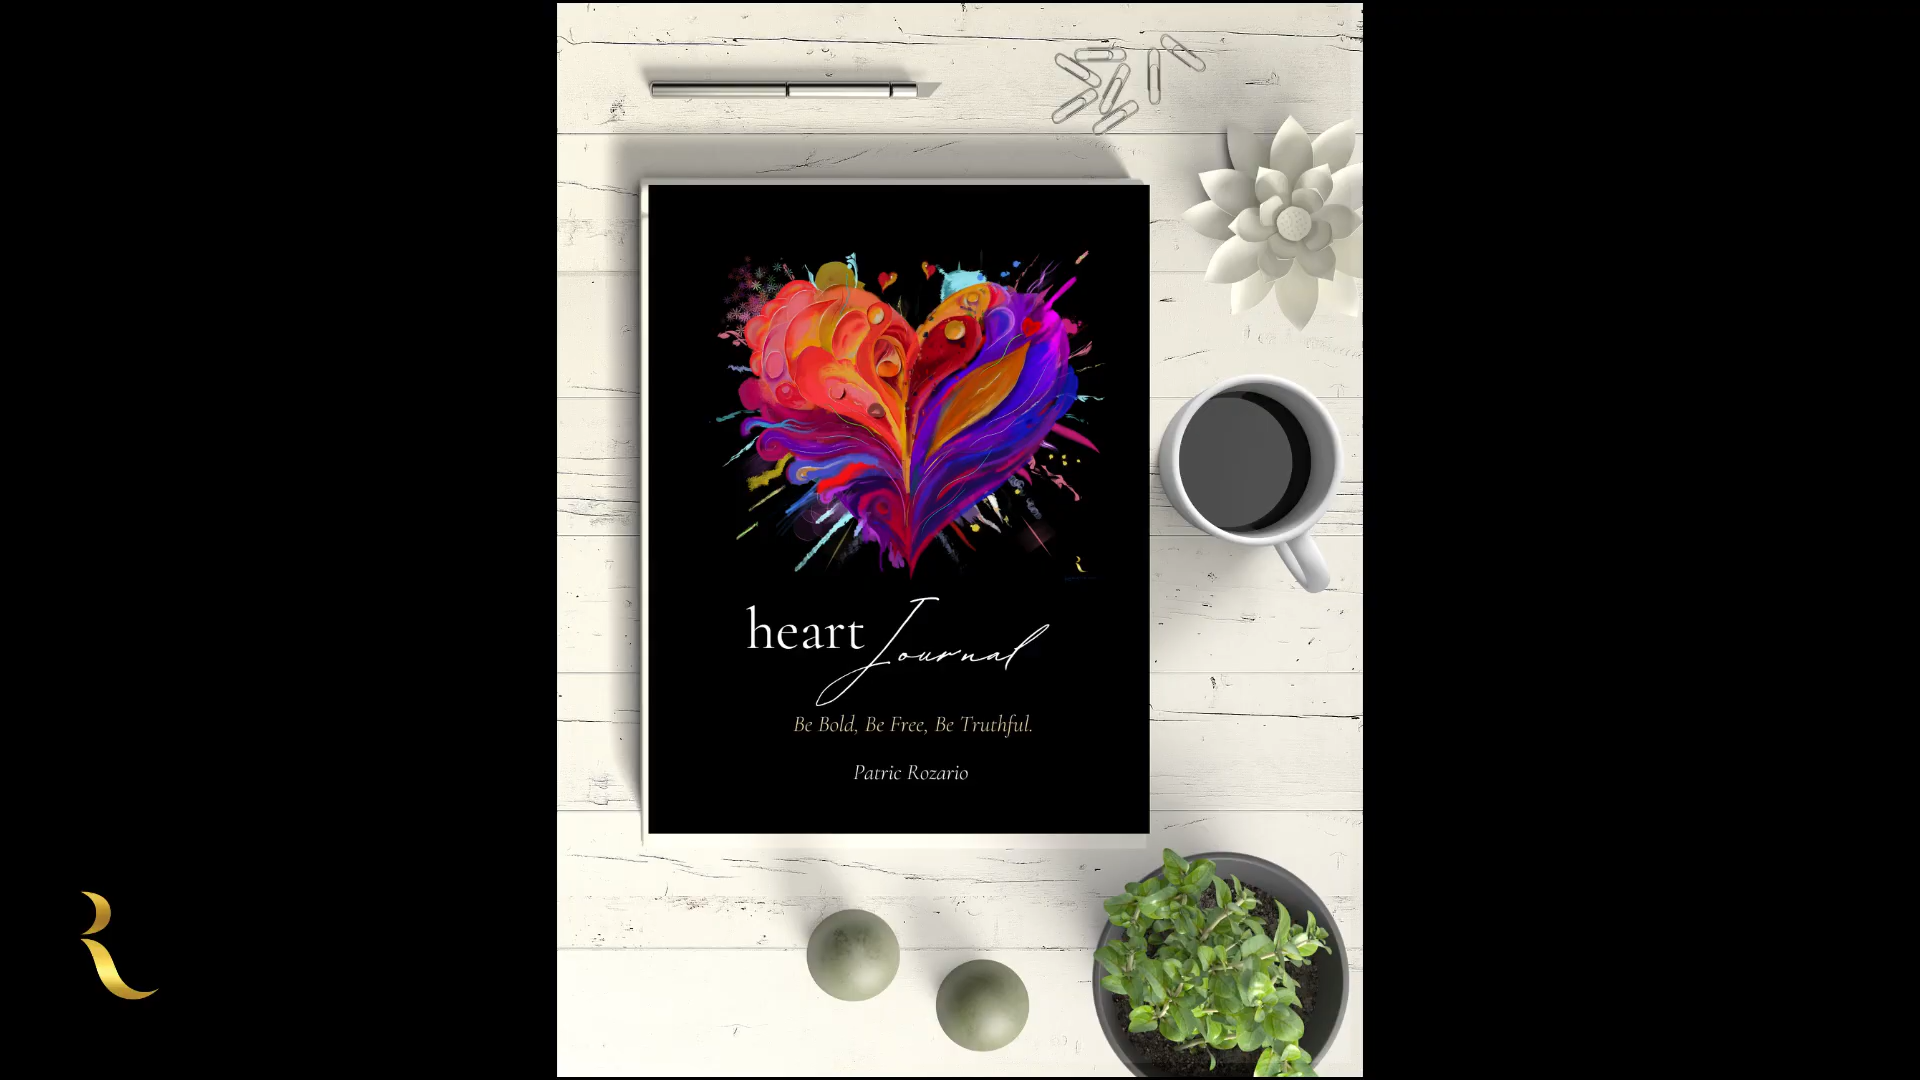 heart Journal
Be Bold, Be Free, Be Truthful.
Patric Rozario
R